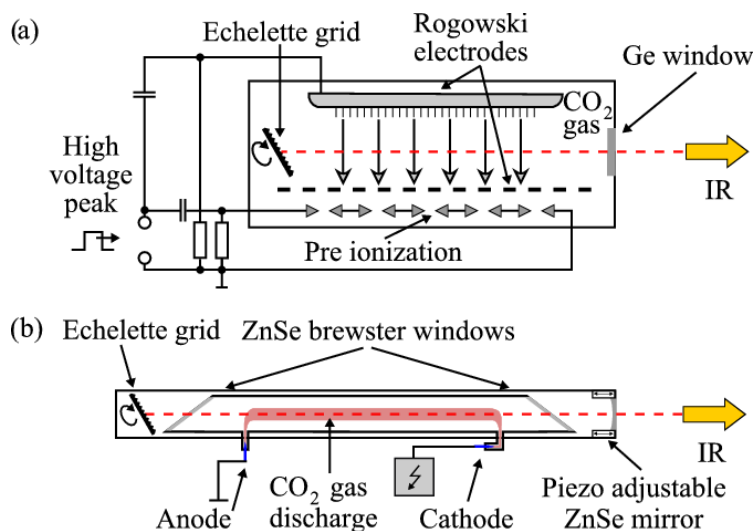 (a)
Echelette grid
Rogowski
electrodes
Ge window
CO2
gas
High
voltage
peak
IR
Pre ionization
(b)
Echelette grid
ZnSe brewster windows
IR
Anode
CO2 gas
discharge
Cathode
Piezo adjustable
ZnSe mirror